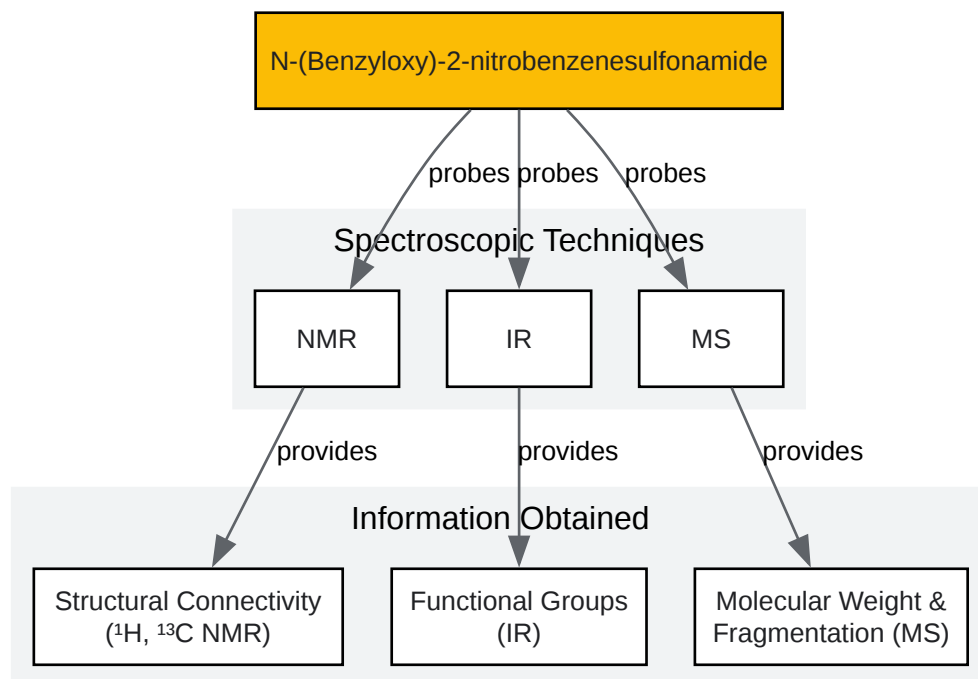 N-(Benzyloxy)-2-nitrobenzenesulfonamide
probes probes probes
Spectroscopic Techniques
NMR IR MS
provides provides provides
Information Obtained
Structural Connectivity Functional Groups Molecular Weight &
(¹H, ¹³C NMR) (IR) Fragmentation (MS)